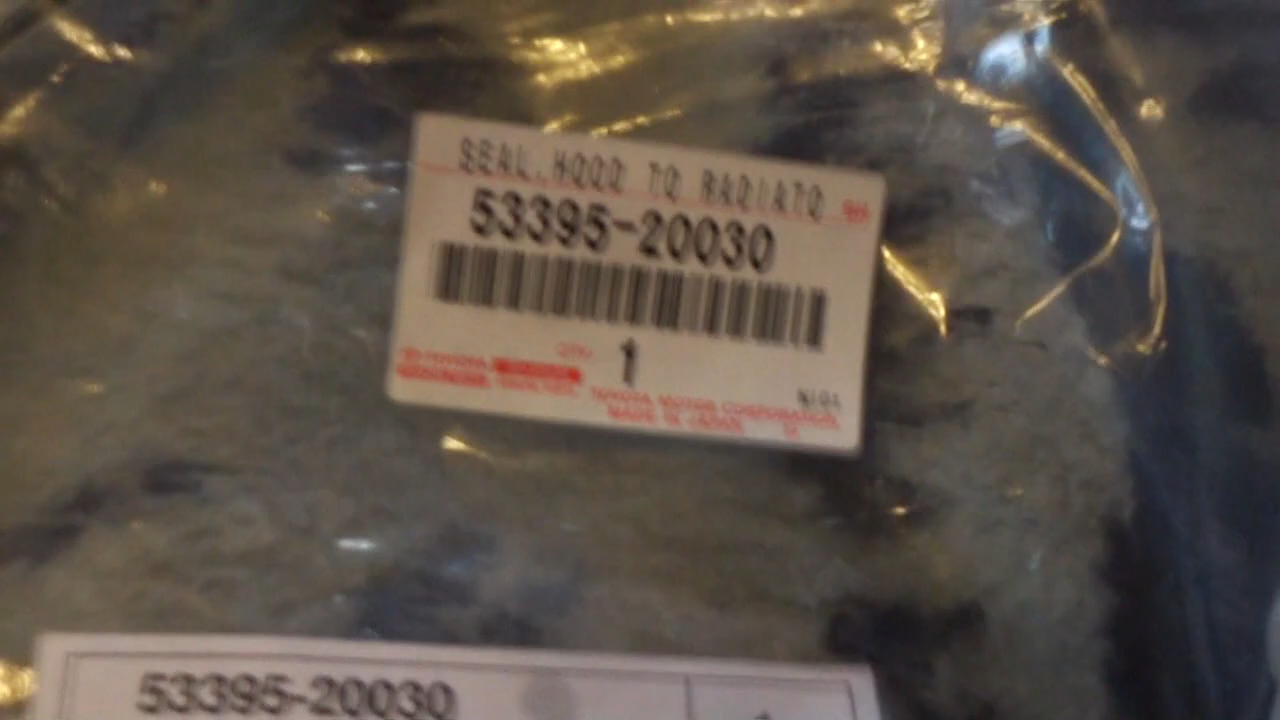 SEAL,HOOD TO RADIATO
53395-20030
1
TOYOTA MOTOR CORPORATION
MADE IN JAPAN
53395-20030